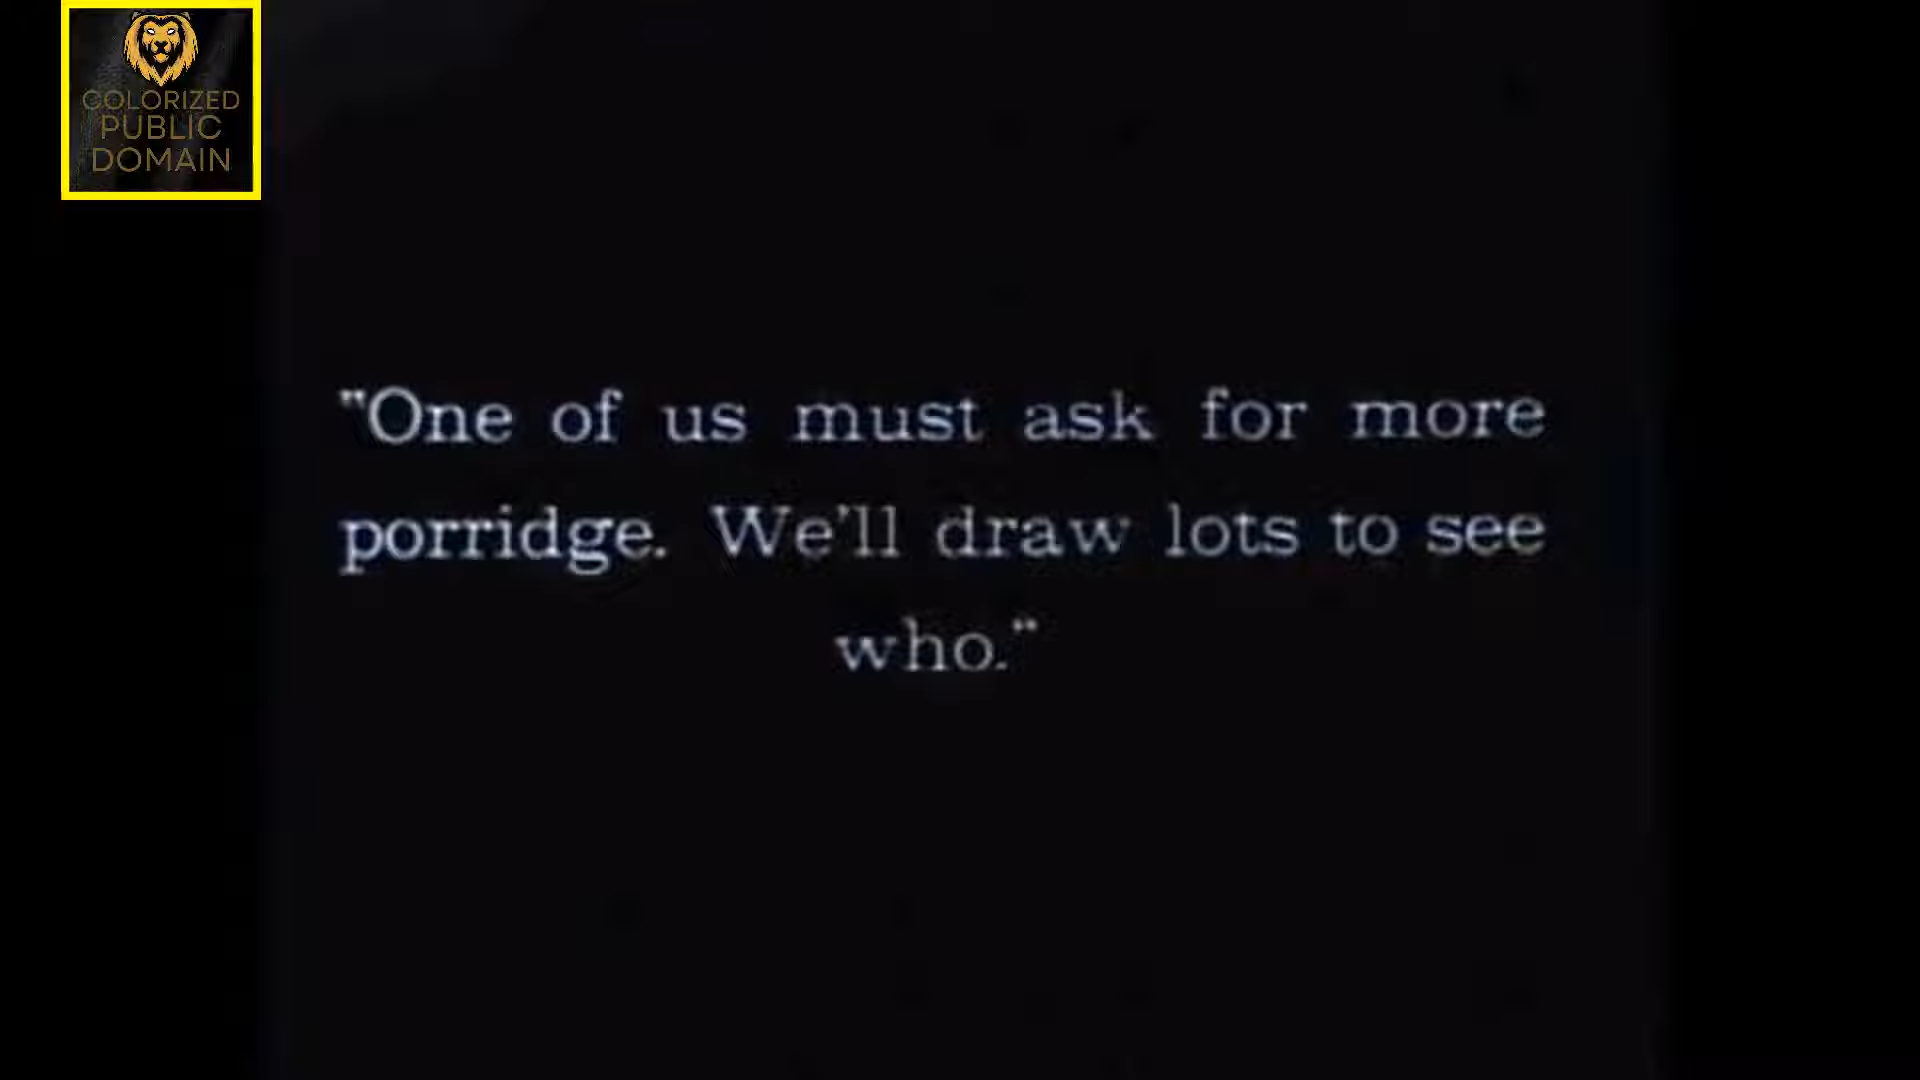 COLORIZED
PUBLIC
DOMAIN
"One of us must ask for more
porridge. We'll draw lots to see
who."